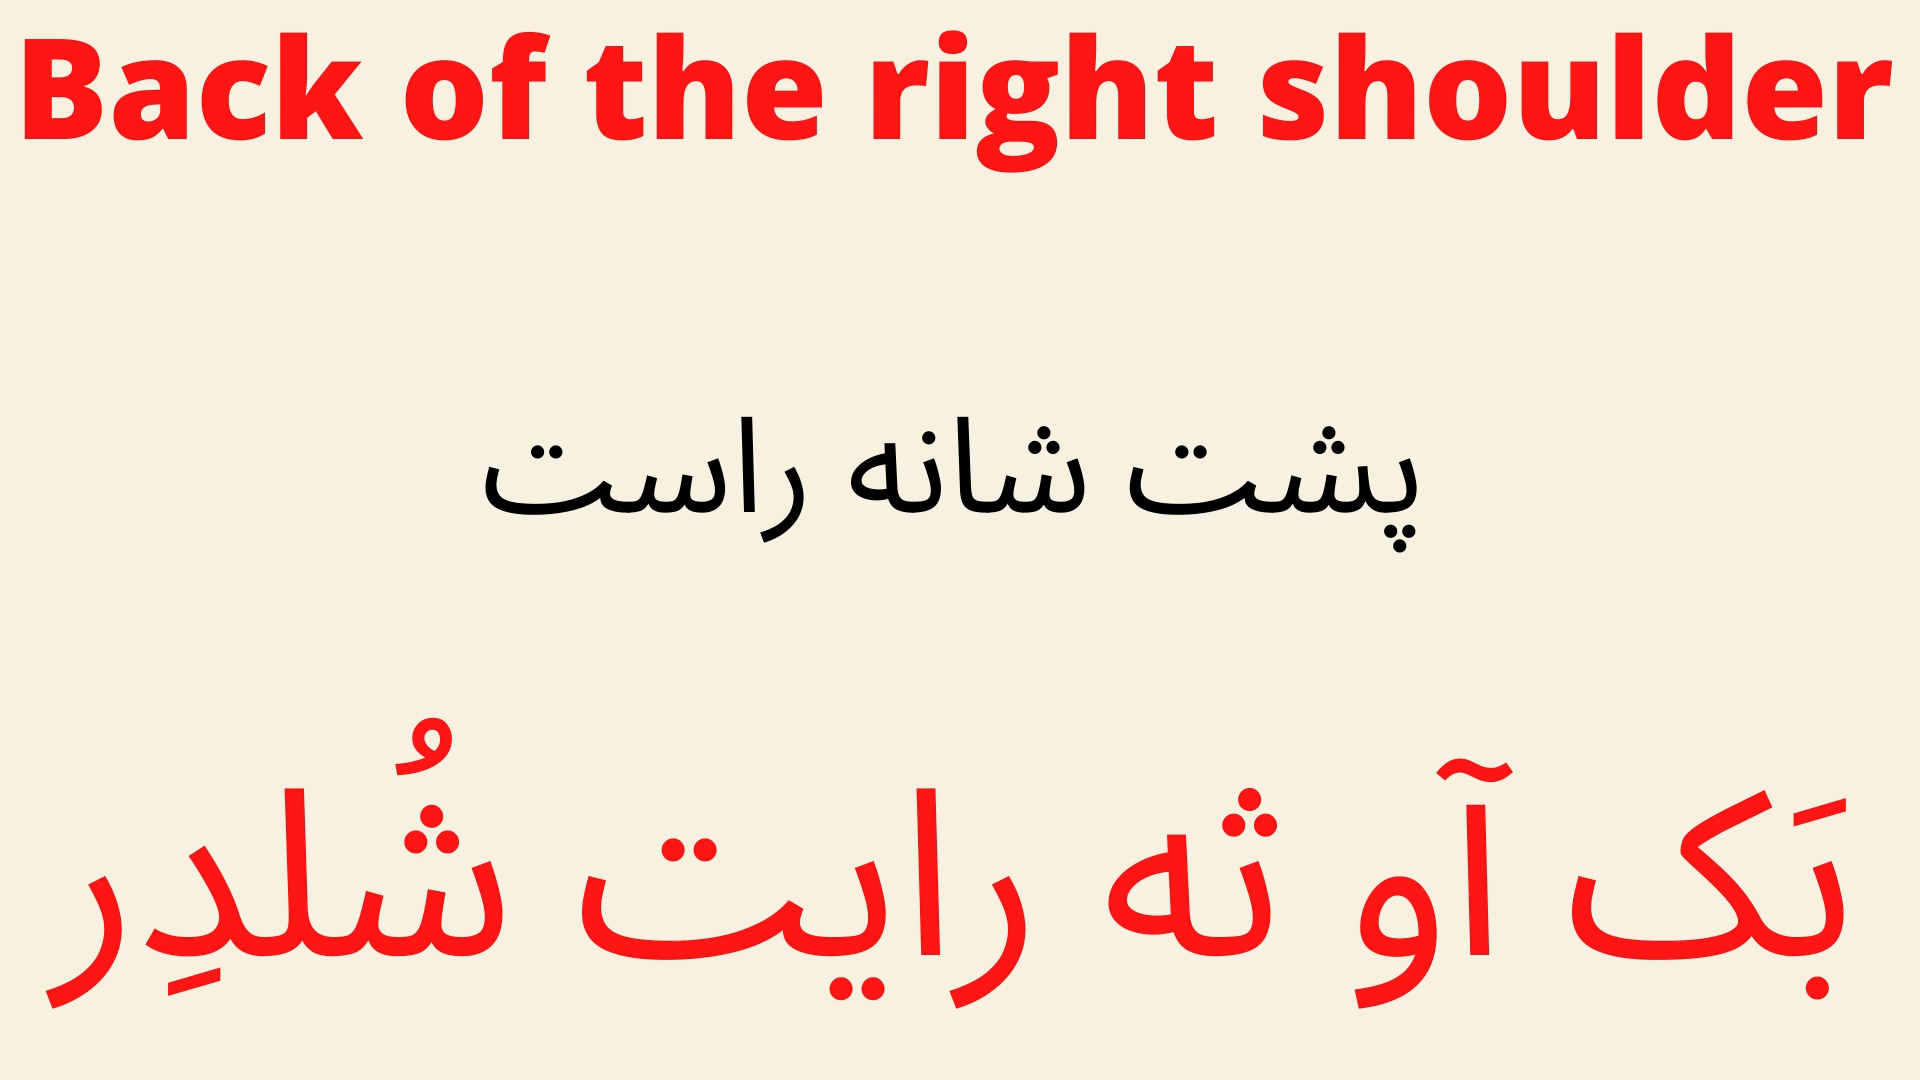 Back of the right shoulder
پشت شانه راست
بَک آو ثه رایت شُلدِر